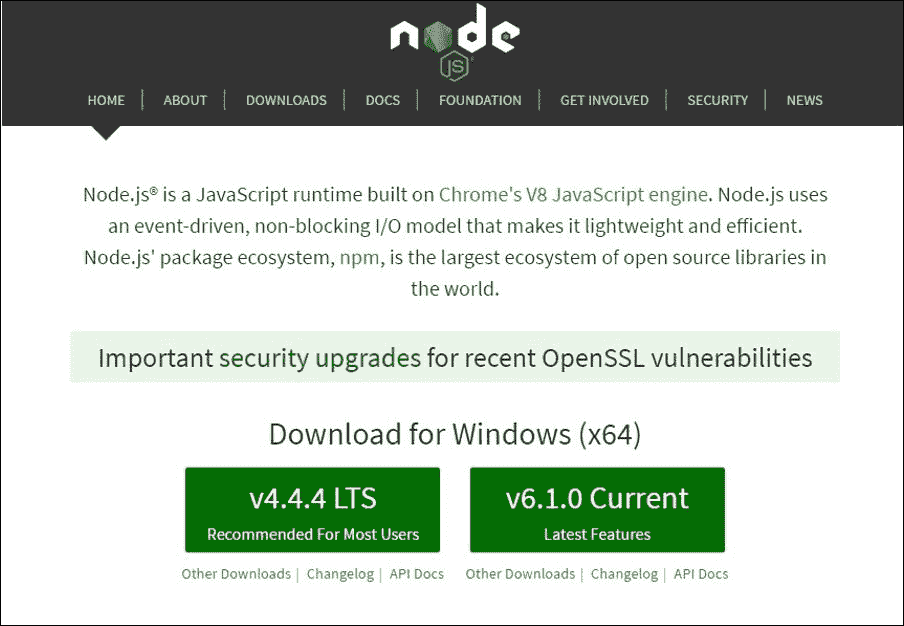 node
JS
HOME | ABOUT | DOWNLOADS | DOCS | FOUNDATION | GET INVOLVED | SECURITY | NEWS
Node.js® is a JavaScript runtime built on Chrome's V8 JavaScript engine. Node.js uses
an event-driven, non-blocking I/O model that makes it lightweight and efficient.
Node.js' package ecosystem, npm, is the largest ecosystem of open source libraries in
the world.
Important security upgrades for recent OpenSSL vulnerabilities
Download for Windows (x64)
v4.4.4 LTS
Recommended For Most Users
v6.1.0 Current
Latest Features
Other Downloads | Changelog | API Docs
Other Downloads | Changelog | API Docs